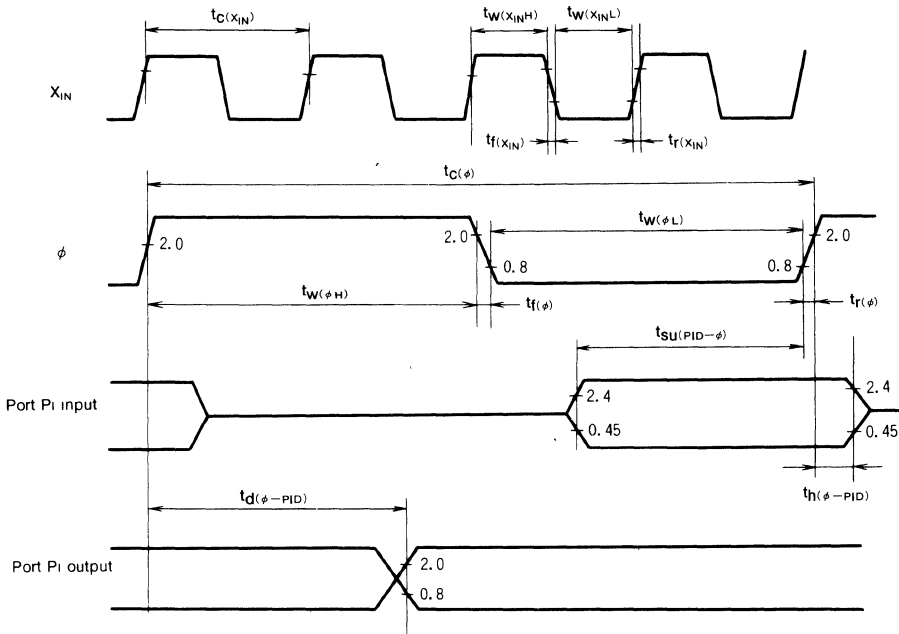 tC(XIN) tW(XINH) tW(XINL)
XIN
tf(XIN) tr(XIN)
tC(φ)
tW(φL)
φ 2.0 2.0 0.8 0.8 2.0
tW(φH) tf(φ) tr(φ)
tSU(PID−φ)
Port Pi input 2.4 0.45 2.4 0.45
th(φ−PID)
td(φ−PID)
Port Pi output 2.0 0.8